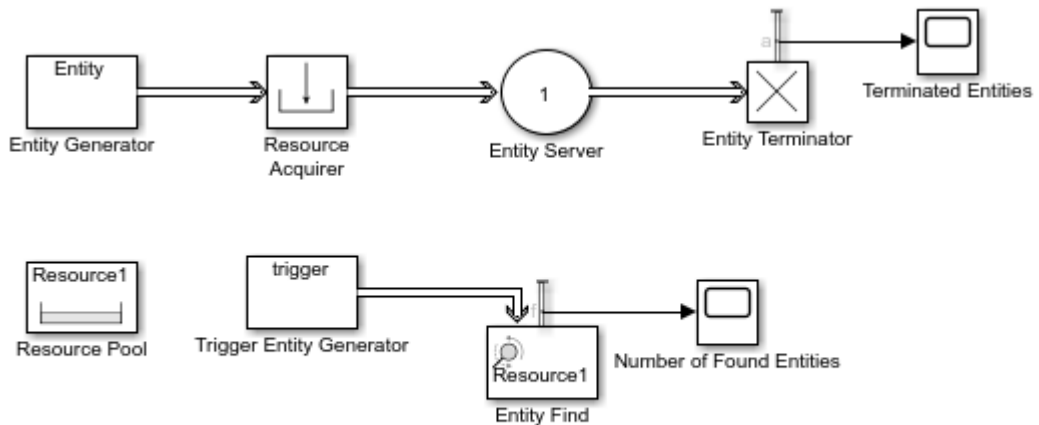 Entity
Entity Generator
Resource
Acquirer
1
Entity Server
a
Entity Terminator
Terminated Entities
Resource1
Resource Pool
trigger
Trigger Entity Generator
f
Resource1
Entity Find
Number of Found Entities